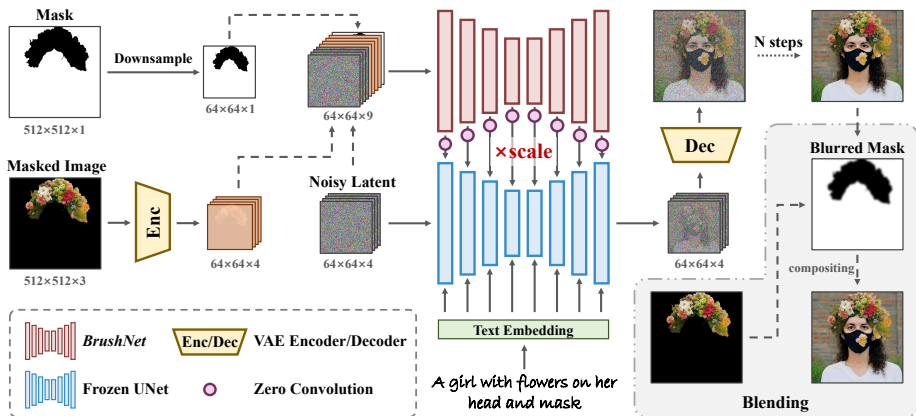 Mask
Downsample
512×512×1
64×64×1
64×64×9
Masked Image
Enc
512×512×3
64×64×4
Noisy Latent
64×64×4
×scale
Text Embedding
A girl with flowers on her
head and mask
64×64×4
Dec
N steps
Blurred Mask
compositing
Blending
BrushNet
Enc/Dec
VAE Encoder/Decoder
Frozen UNet
Zero Convolution